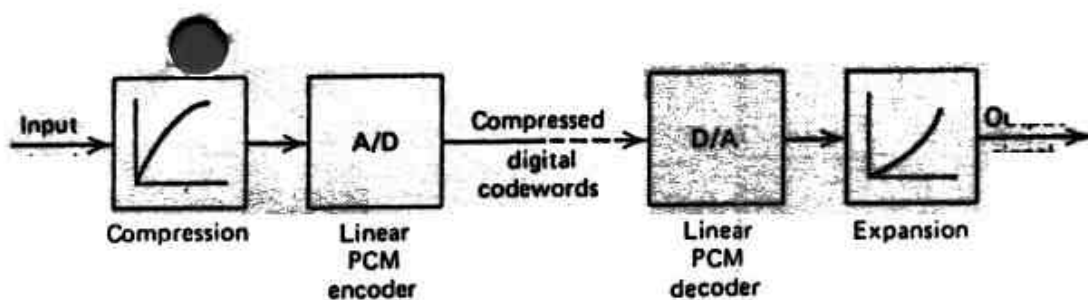 Input
Compression
A/D
Linear
PCM
encoder
Compressed
digital
codewords
D/A
Linear
PCM
decoder
Expansion